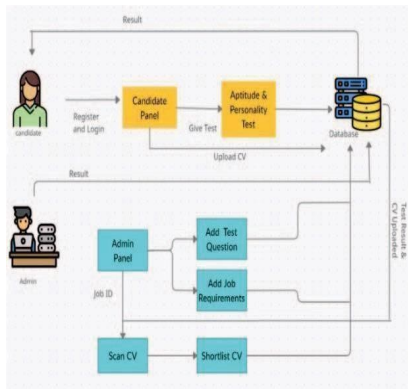 Result
candidate
Register
and Login
Candidate
Panel
Give Test
Aptitude &
Personality
Test
Database
Upload CV
Result
Admin
Admin
Panel
Add Test
Question
Add Job
Requirements
Job ID
Scan CV
Shortlist CV
Test Result &
CV Uploaded